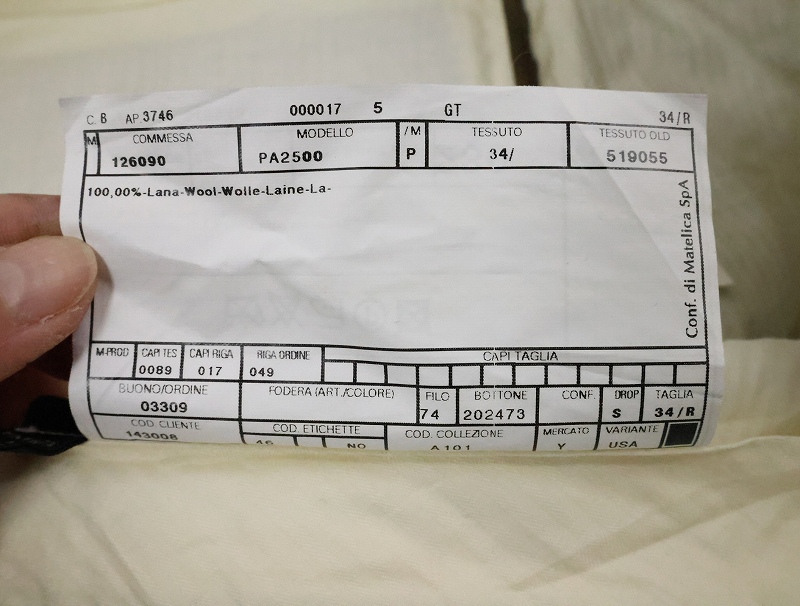 C. B AP 3746 000017 5 GT 34/R
M COMMESSA MODELLO /M TESSUTO TESSUTO OLD
126090 PA2500 P 34/ 519055
100,00%-Lana-Wool-Wolle-Laine-La-
Conf. di Matelica SpA
M-PROD CAPI TES CAPI RIGA RIGA ORDINE CAPI TAGLIA
0089 017 049
BUONO/ORDINE FODERA (ART./COLORE) FILO BOTTONE CONF. DROP TAGLIA
03309 74 202473 S 34/R
COD. CLIENTE COD. ETICHETTE COD. COLLEZIONE MERCATO VARIANTE
143008 46 NO A101 Y USA